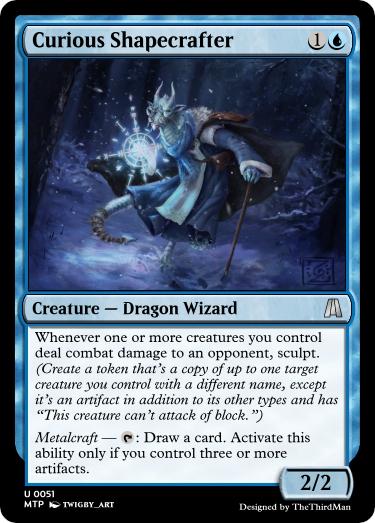 Curious Shapecrafter 1
Creature — Dragon Wizard
Whenever one or more creatures you control
deal combat damage to an opponent, sculpt.
(Create a token that's a copy of up to one target
creature you control with a different name, except
it's an artifact in addition to its other types and has
“This creature can't attack of block.”)
Metalcraft — : Draw a card. Activate this
ability only if you control three or more
artifacts.
2/2
U 0051
MTP TWIGBY_ART
Designed by TheThirdMan